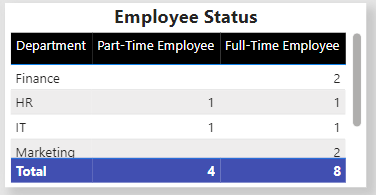 Employee Status
Department Part-Time Employee Full-Time Employee
Finance 2
HR 1 1
IT 1 1
Marketing 2
Total 4 8